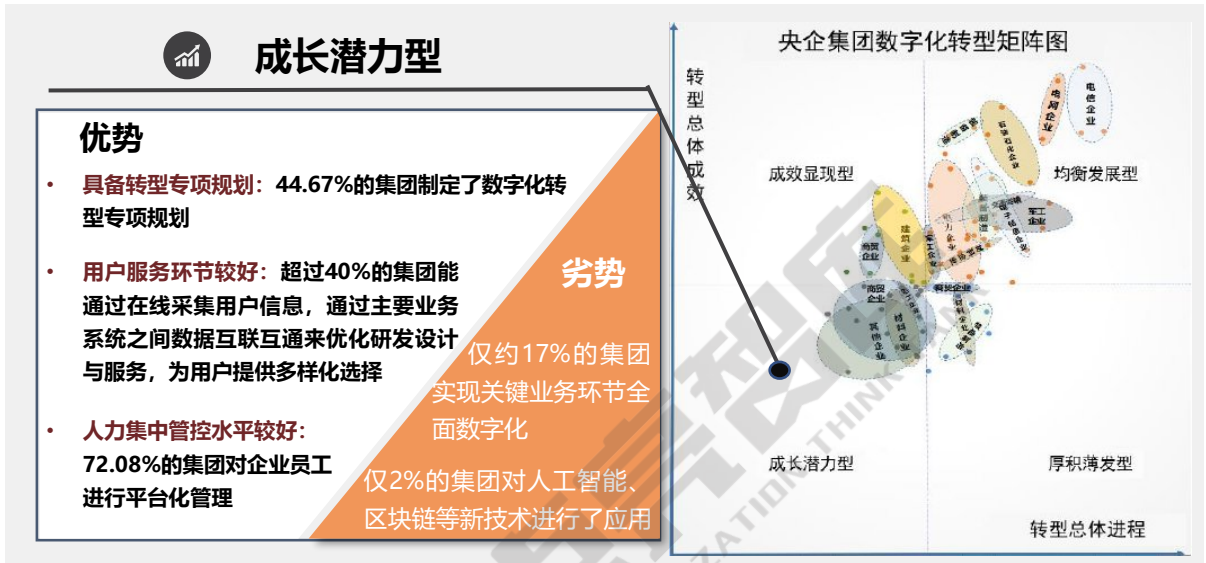 成长潜力型
优势
• 具备转型专项规划：44.67%的集团制定了数字化转
型专项规划
• 用户服务环节较好：超过40%的集团能
通过在线采集用户信息，通过主要业务
系统之间数据互联互通来优化研发设计
与服务，为用户提供多样化选择
• 人力集中管控水平较好：
72.08%的集团对企业员工
进行平台化管理
劣势
仅约17%的集团
实现关键业务环节全
面数字化
仅2%的集团对人工智能、
区块链等新技术进行了应用
央企集团数字化转型矩阵图
转型总体成效
成效显现型
均衡发展型
电信企业
电网企业
军工企业
建筑企业
商贸企业
商贸企业
其他企业
材料企业
成长潜力型
厚积薄发型
转型总体进程